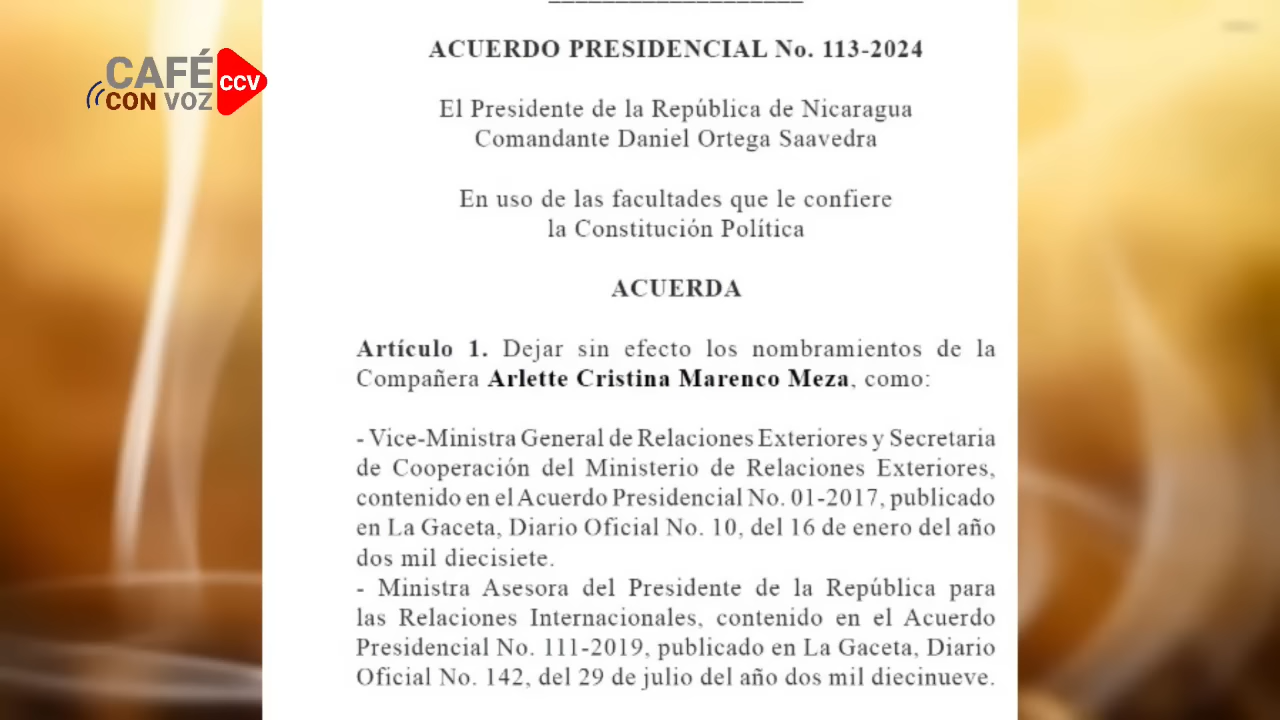 CAFÉ
CON VOZ
CCV
ACUERDO PRESIDENCIAL No. 113-2024
El Presidente de la República de Nicaragua
Comandante Daniel Ortega Saavedra
En uso de las facultades que le confiere
la Constitución Política
ACUERDA
Artículo 1. Dejar sin efecto los nombramientos de la
Compañera Arlette Cristina Marenco Meza, como:
- Vice-Ministra General de Relaciones Exteriores y Secretaria
de Cooperación del Ministerio de Relaciones Exteriores,
contenido en el Acuerdo Presidencial No. 01-2017, publicado
en La Gaceta, Diario Oficial No. 10, del 16 de enero del año
dos mil diecisiete.
- Ministra Asesora del Presidente de la República para
las Relaciones Internacionales, contenido en el Acuerdo
Presidencial No. 111-2019, publicado en La Gaceta, Diario
Oficial No. 142, del 29 de julio del año dos mil diecinueve.